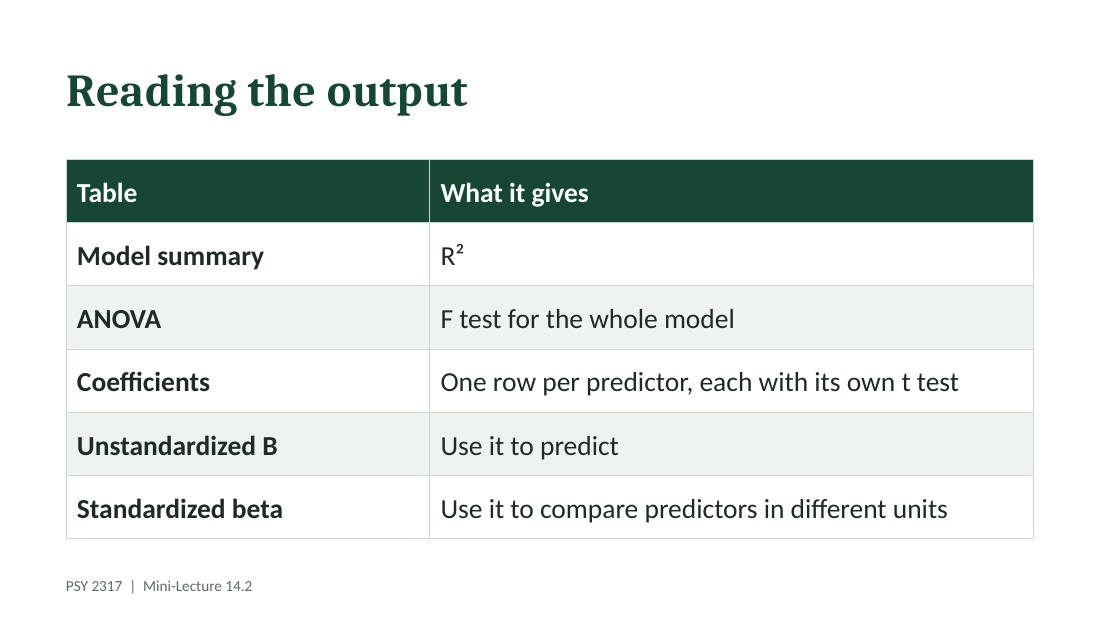 Reading the output
Table What it gives
Model summary R²
ANOVA F test for the whole model
Coefficients One row per predictor, each with its own t test
Unstandardized B Use it to predict
Standardized beta Use it to compare predictors in different units
PSY 2317 | Mini-Lecture 14.2